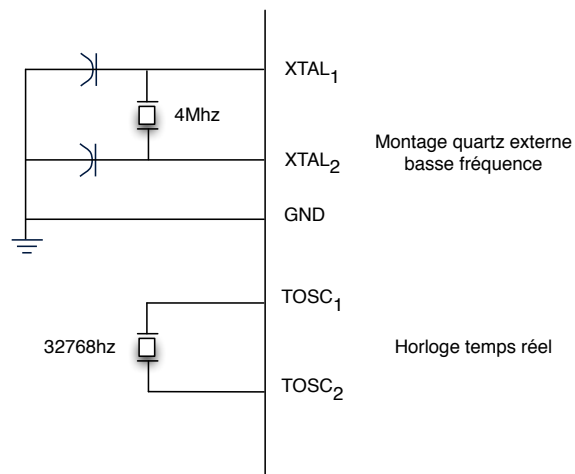 XTAL1
4Mhz
XTAL2
Montage quartz externe
basse fréquence
GND
TOSC1
32768hz
Horloge temps réel
TOSC2